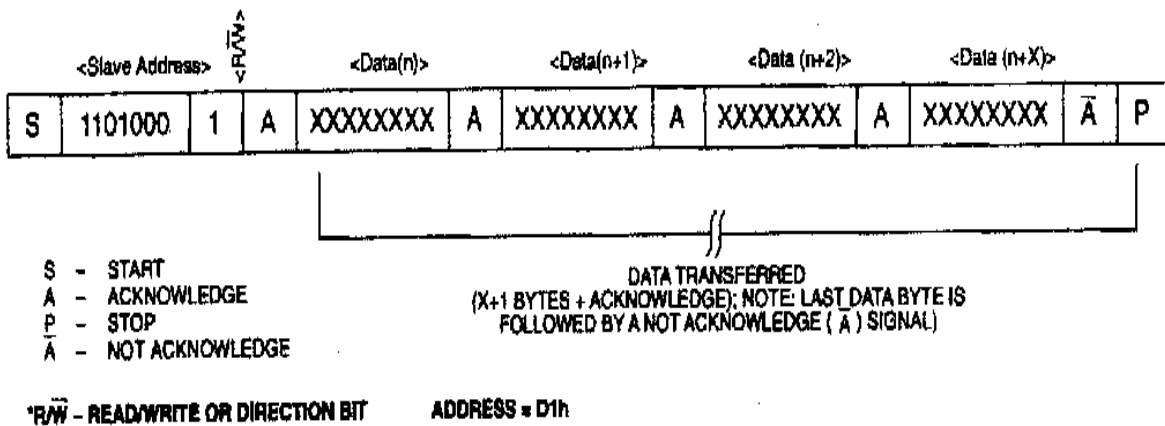 <R/W̅>
<Slave Address> <Data(n)> <Data(n+1)> <Data (n+2)> <Data (n+X)>
S 1101000 1 A XXXXXXXX A XXXXXXXX A XXXXXXXX A XXXXXXXX A̅ P
S – START
A – ACKNOWLEDGE
P – STOP
A̅ – NOT ACKNOWLEDGE
DATA TRANSFERRED
(X+1 BYTES + ACKNOWLEDGE); NOTE: LAST DATA BYTE IS
FOLLOWED BY A NOT ACKNOWLEDGE ( A̅ ) SIGNAL)
*R/W̅ – READ/WRITE OR DIRECTION BIT ADDRESS = D1h